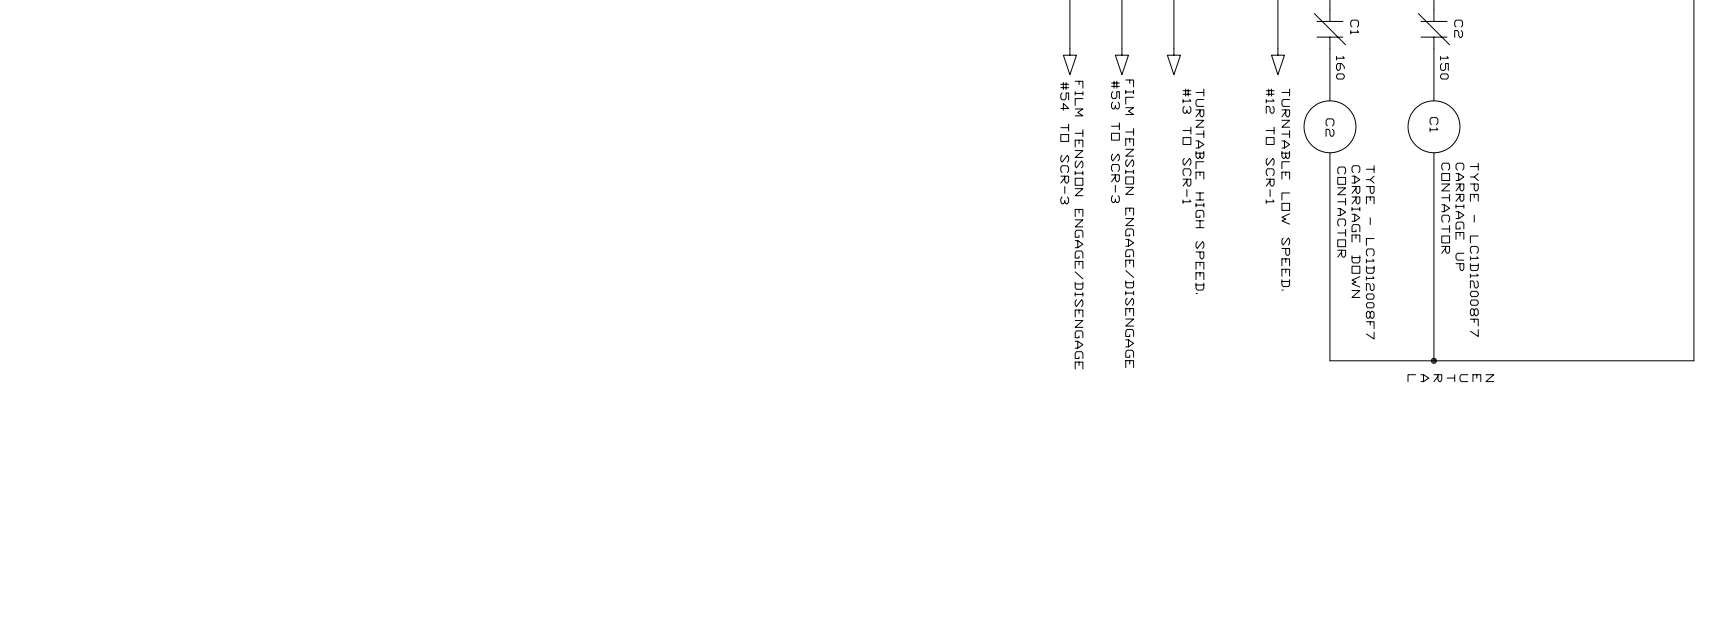 C2
150
C1
TYPE - LC1D12008F7
CARRIAGE UP
CONTACTOR
C1
160
C2
TYPE - LC1D12008F7
CARRIAGE DOWN
CONTACTOR
NEUTRAL
TURNTABLE LOW SPEED.
#12 TO SCR-1
TURNTABLE HIGH SPEED.
#13 TO SCR-1
FILM TENSION ENGAGE/DISENGAGE
#53 TO SCR-3
FILM TENSION ENGAGE/DISENGAGE
#54 TO SCR-3